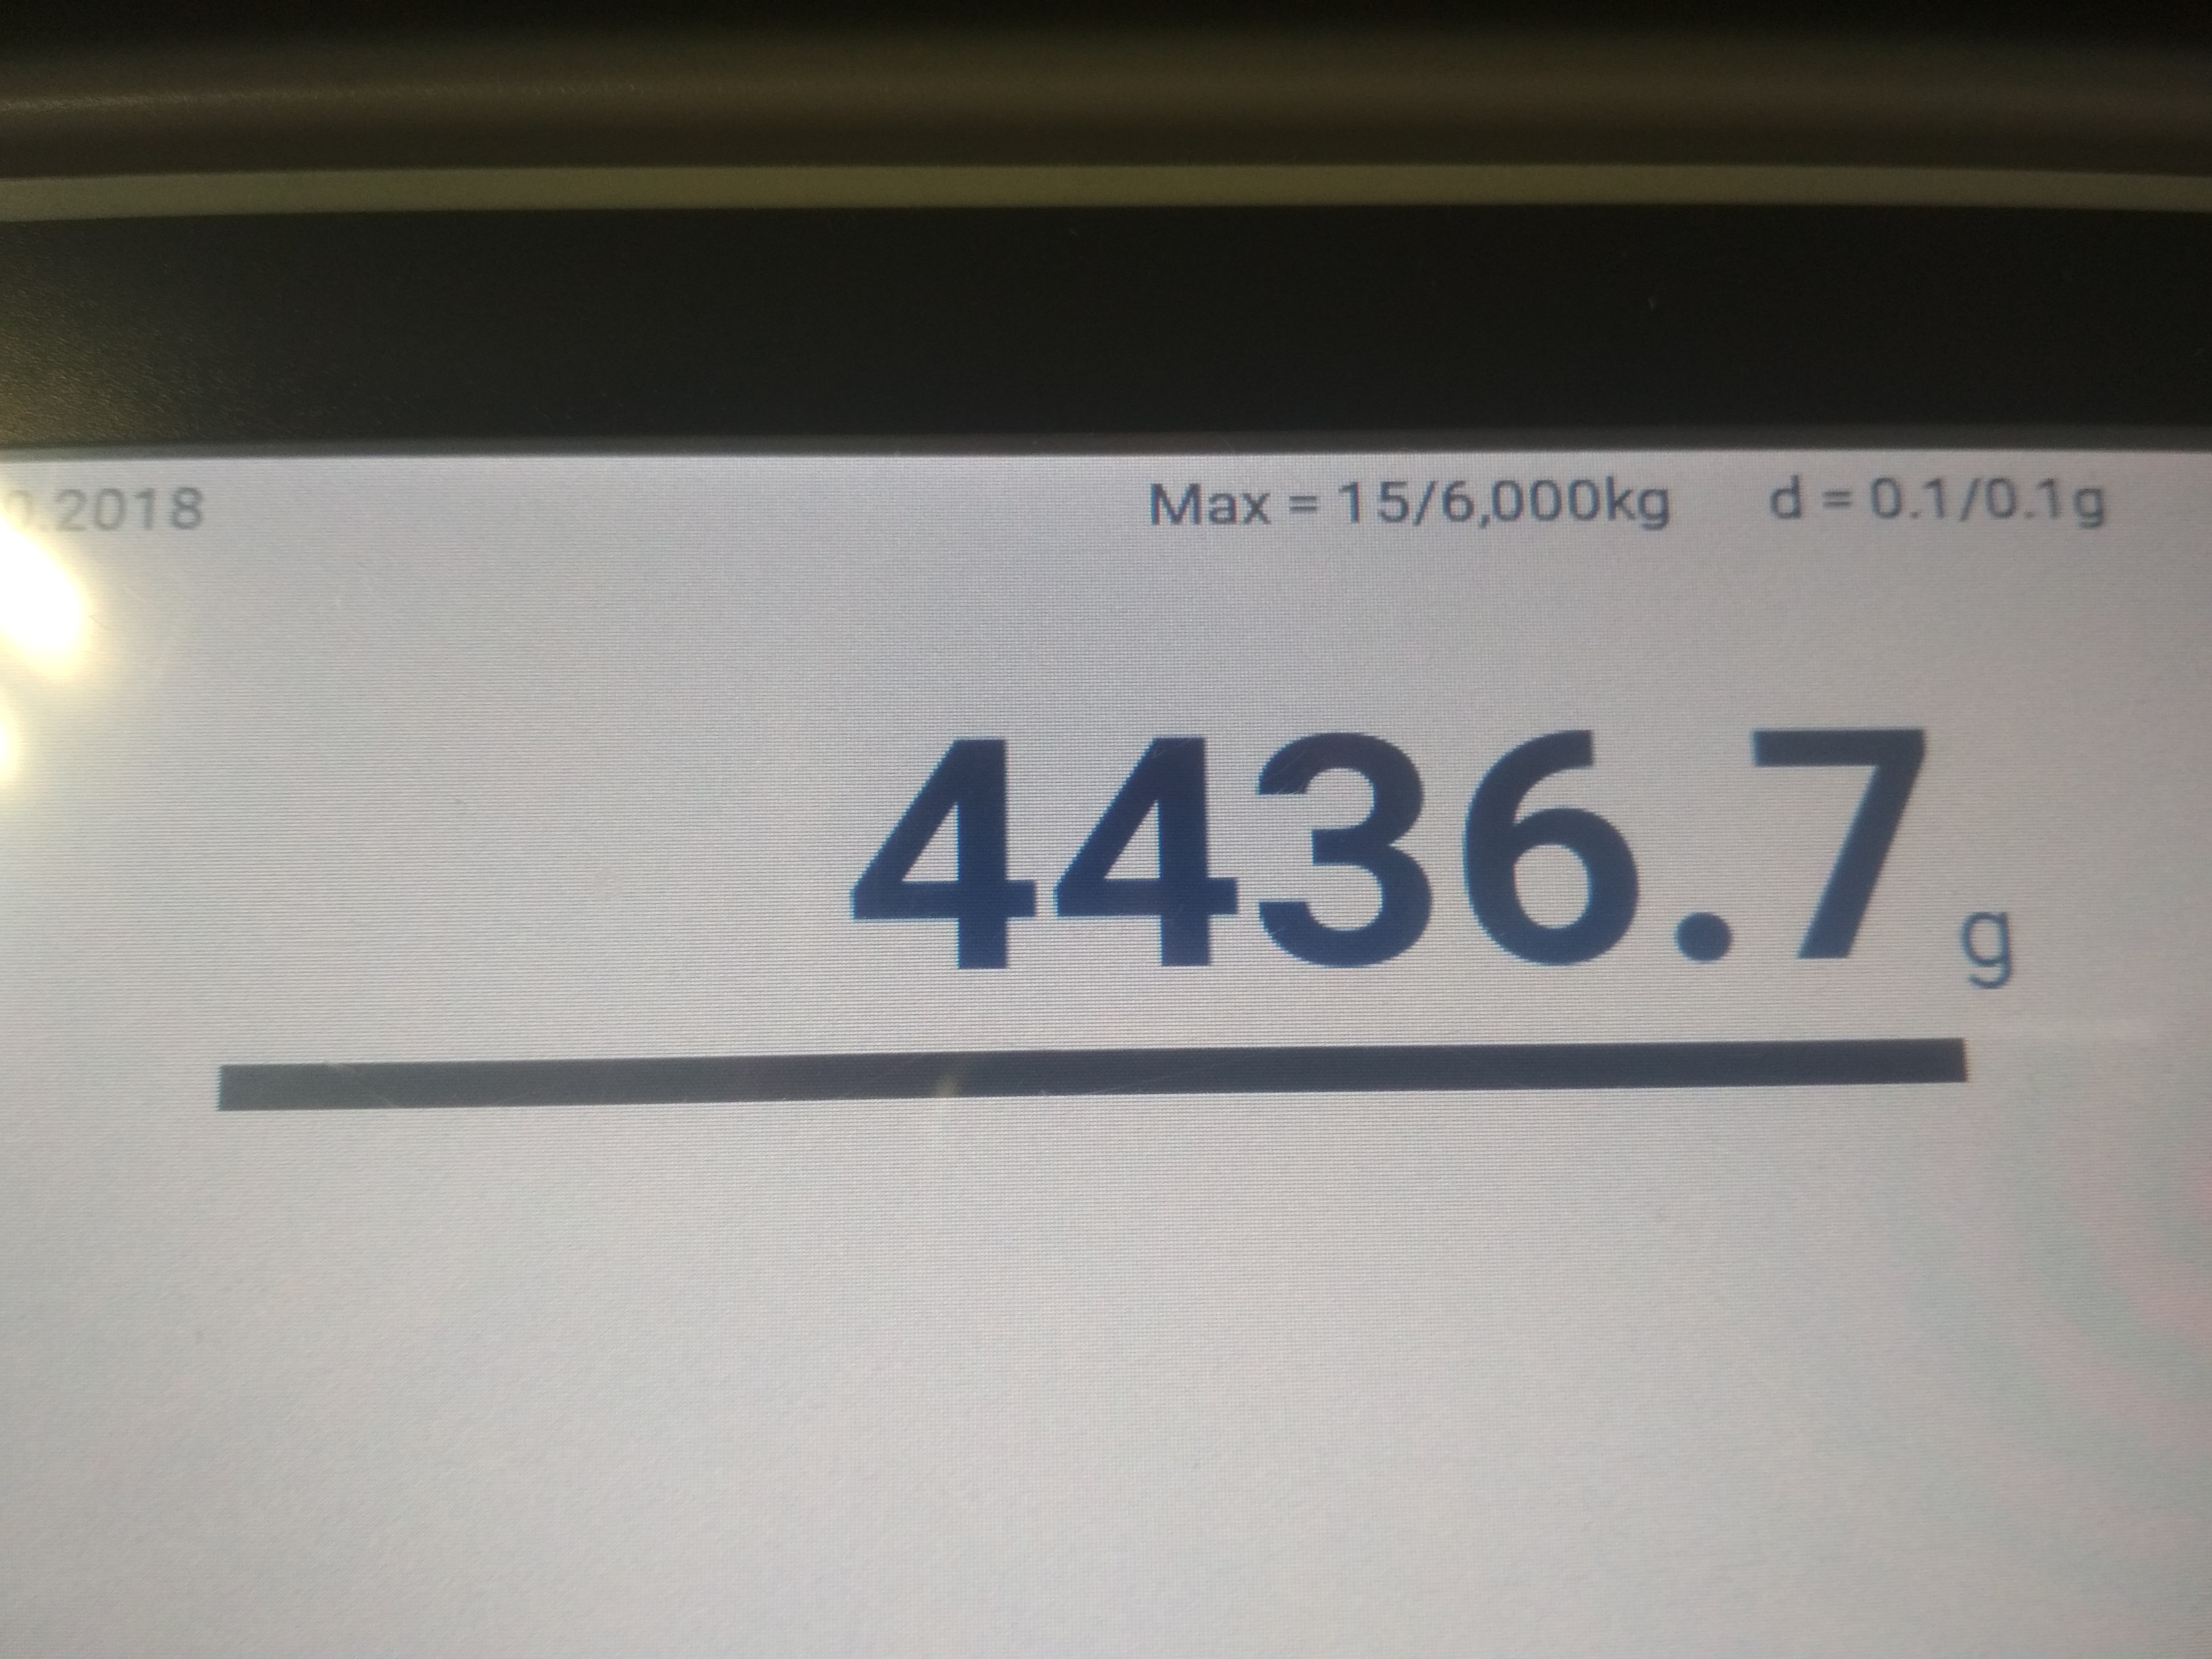 .2018 Max = 15/6,000kg d = 0.1/0.1g
4436.7 g